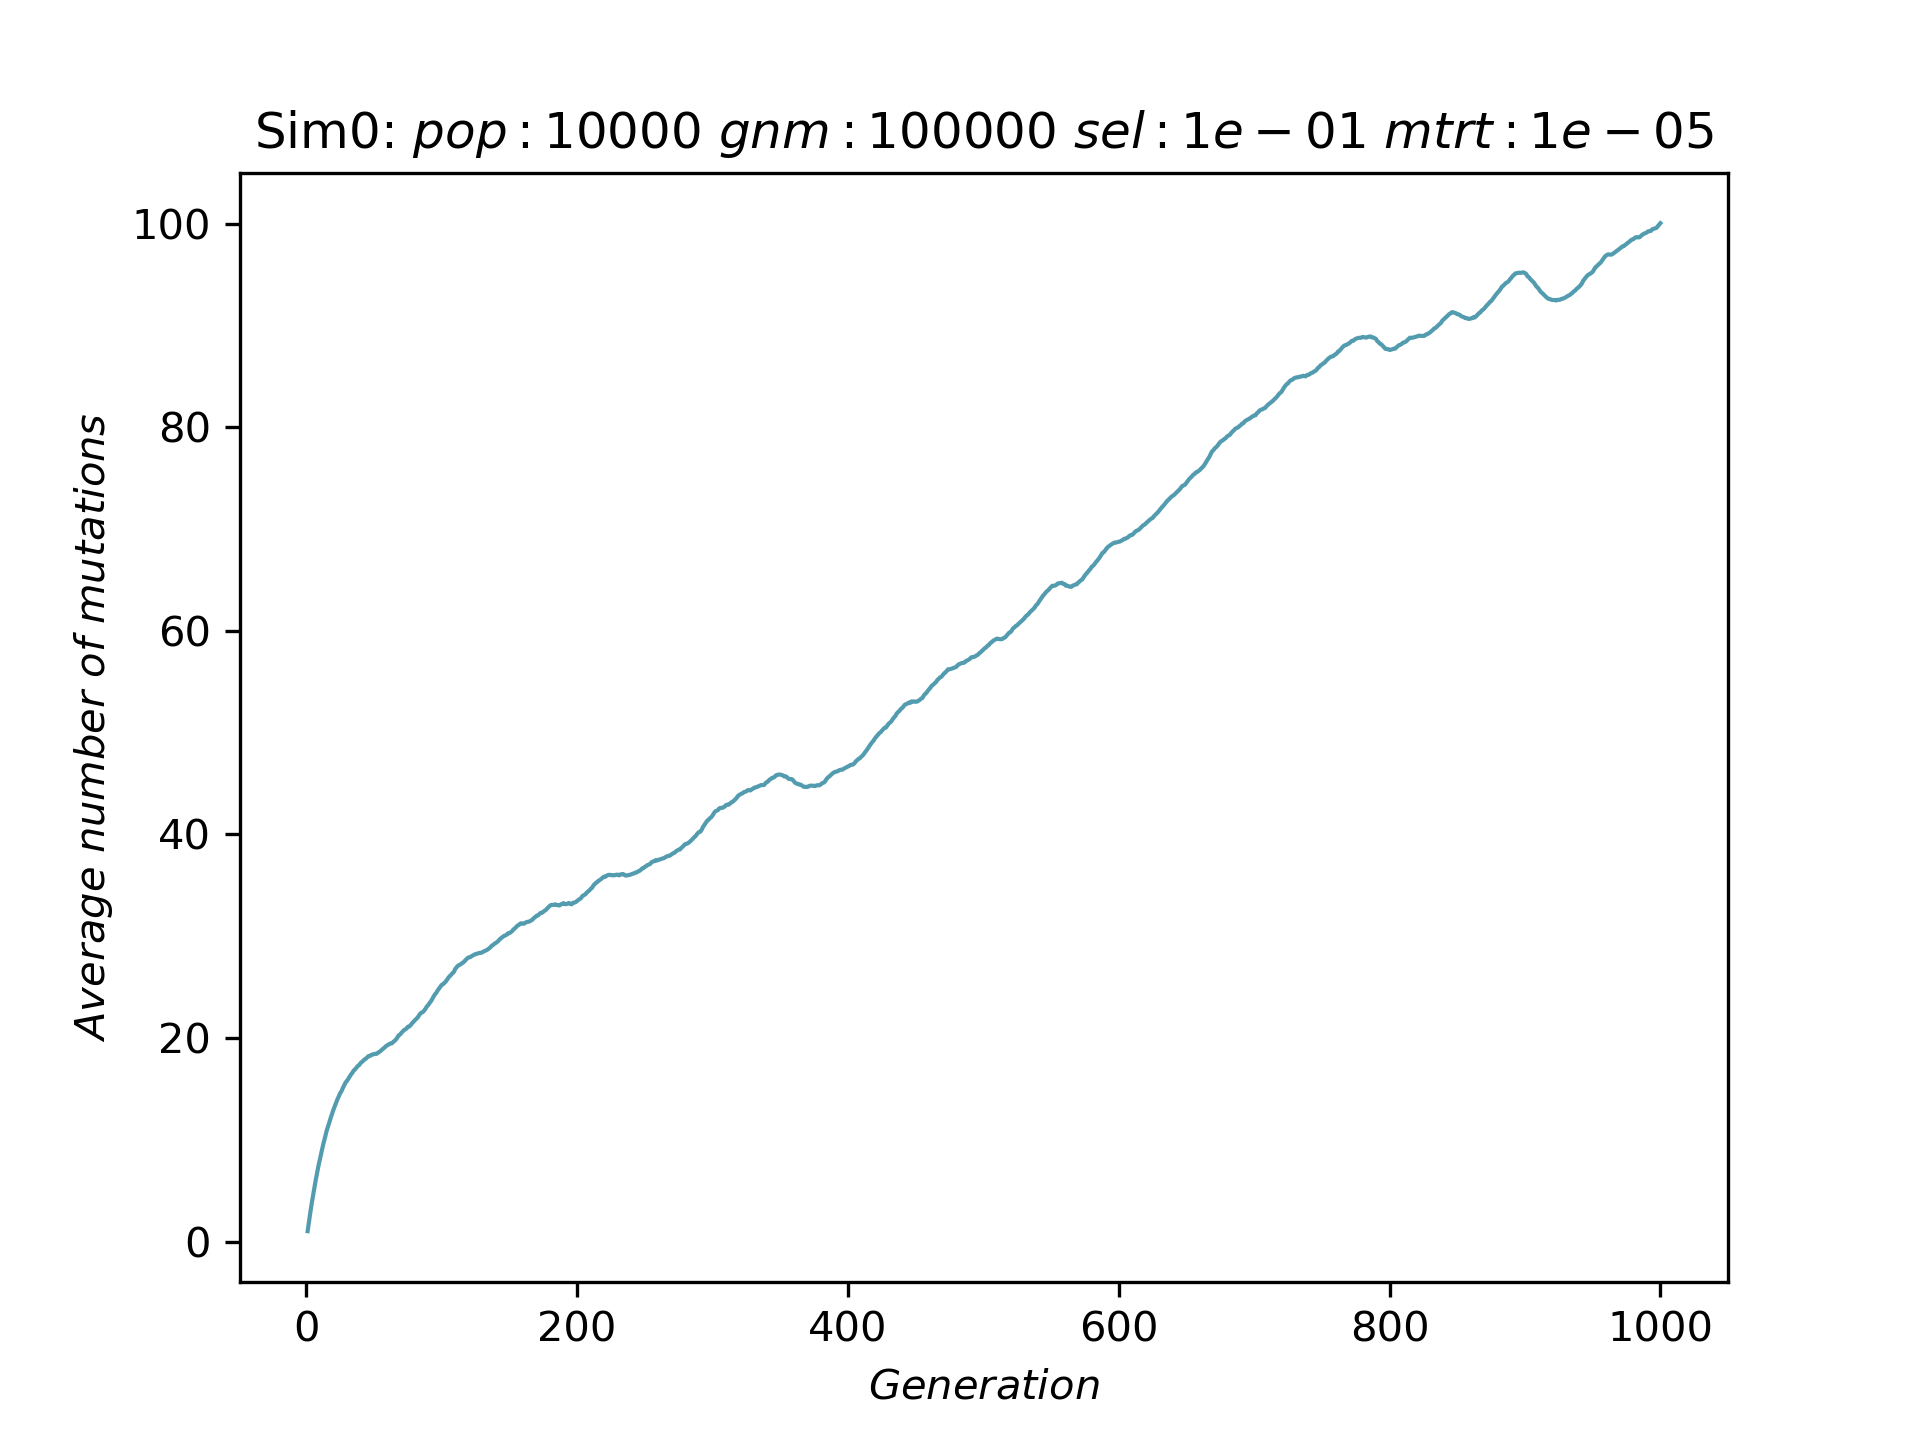 Sim0: pop : 10000 gnm : 100000 sel : 1e − 01 mtrt : 1e − 05
100
80
60
40
20
0
Average number of mutations
0 200 400 600 800 1000
Generation